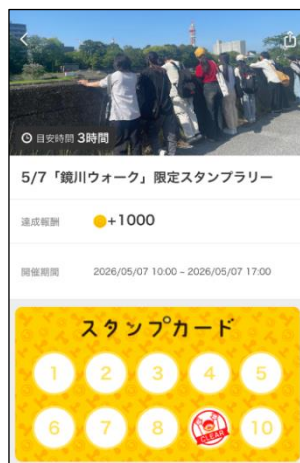 目安時間 3時間
5/7「鏡川ウォーク」限定スタンプラリー
達成報酬 +1000
開催期間 2026/05/07 10:00 – 2026/05/07 17:00
スタンプカード
1 2 3 4 5
6 7 8 CLEAR 10